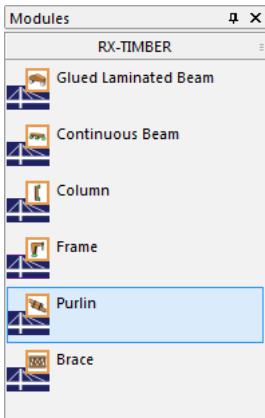 Modules
RX-TIMBER
Glued Laminated Beam
Continuous Beam
Column
Frame
Purlin
Brace